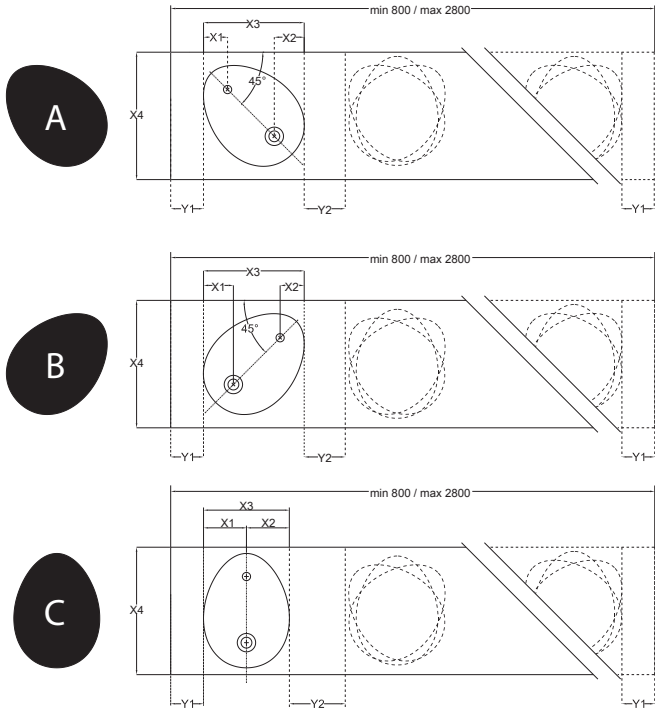 min 800 / max 2800
X3
X1 X2
45°
A
X4
Y1 Y2 Y1
min 800 / max 2800
X3
X1 X2
45°
B
X4
Y1 Y2 Y1
min 800 / max 2800
X3
X1 X2
C
X4
Y1 Y2 Y1